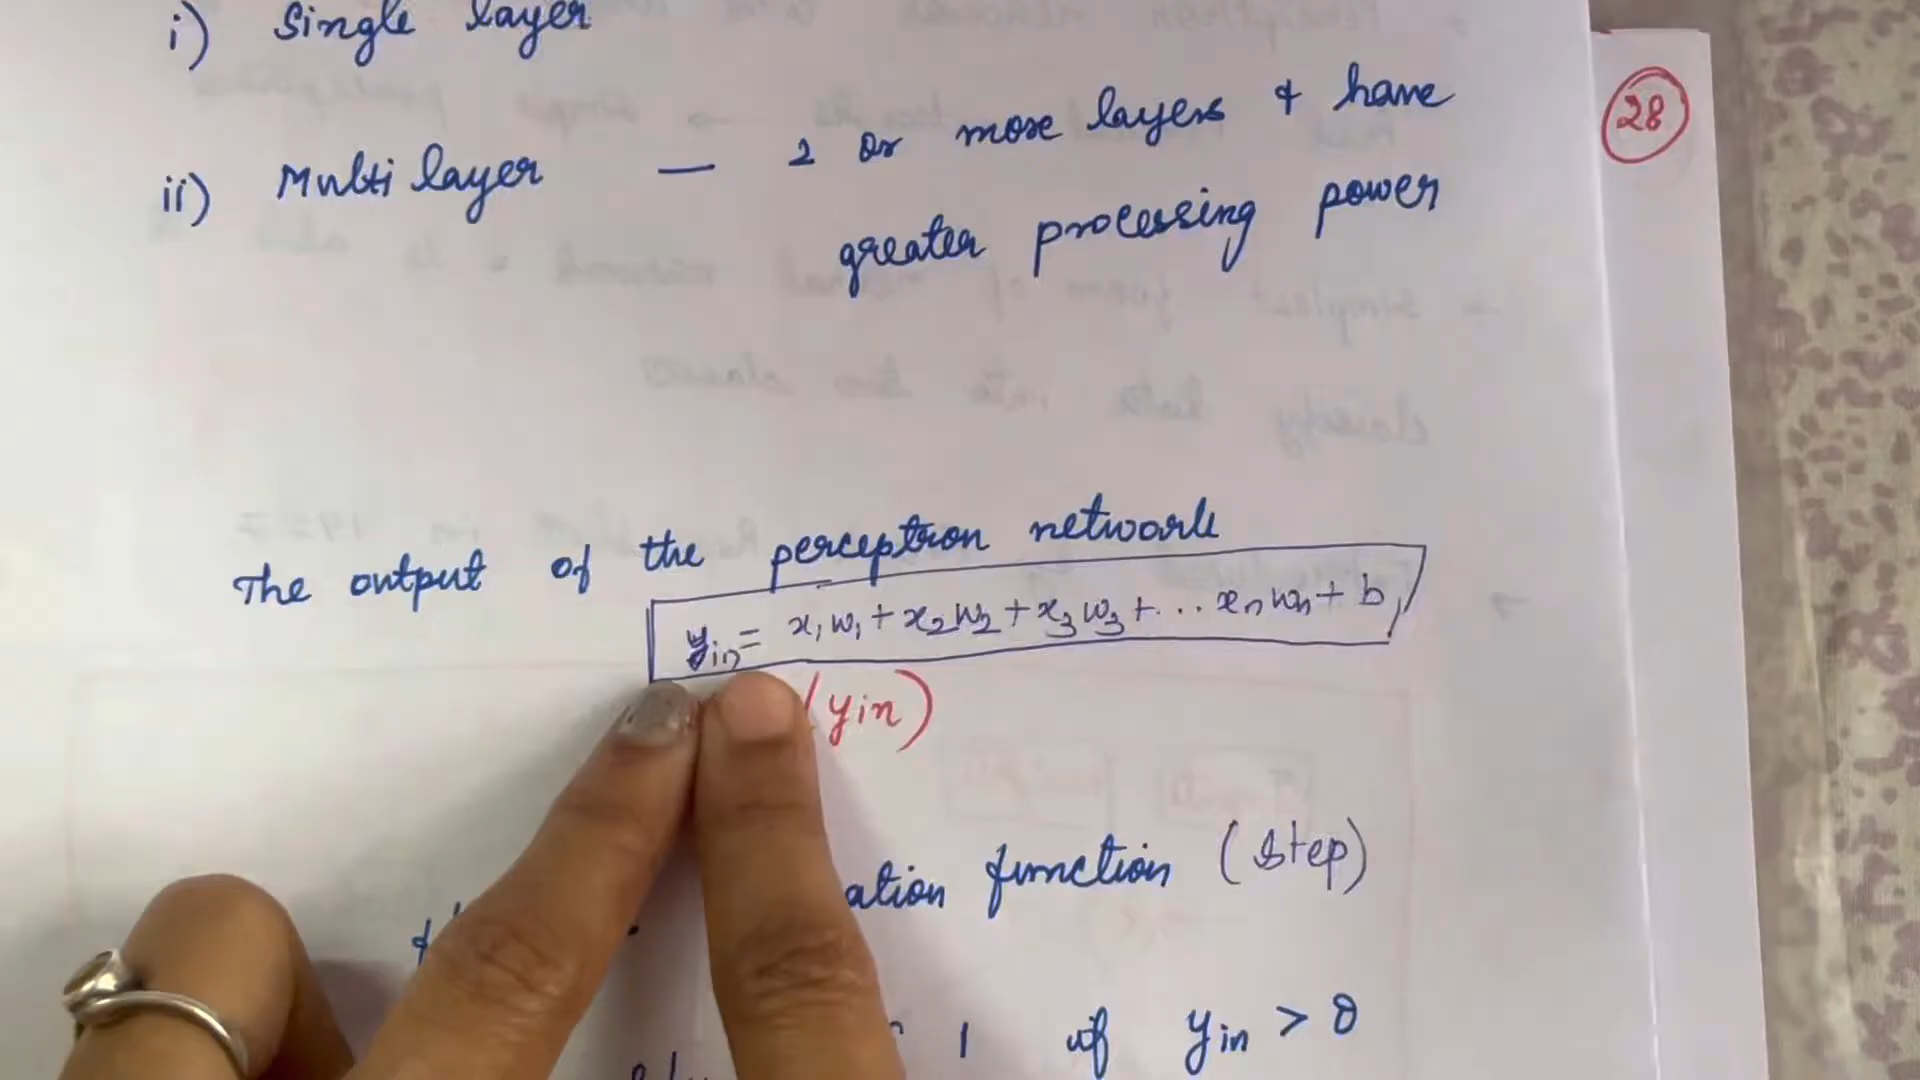 i) Single layer
28
ii) Multi layer — 2 or more layers & have
greater processing power
The output of the perceptron network
yin = x1w1 + x2w2 + x3w3 + ... xnwn + b
(yin)
function (step)
1 if yin > θ